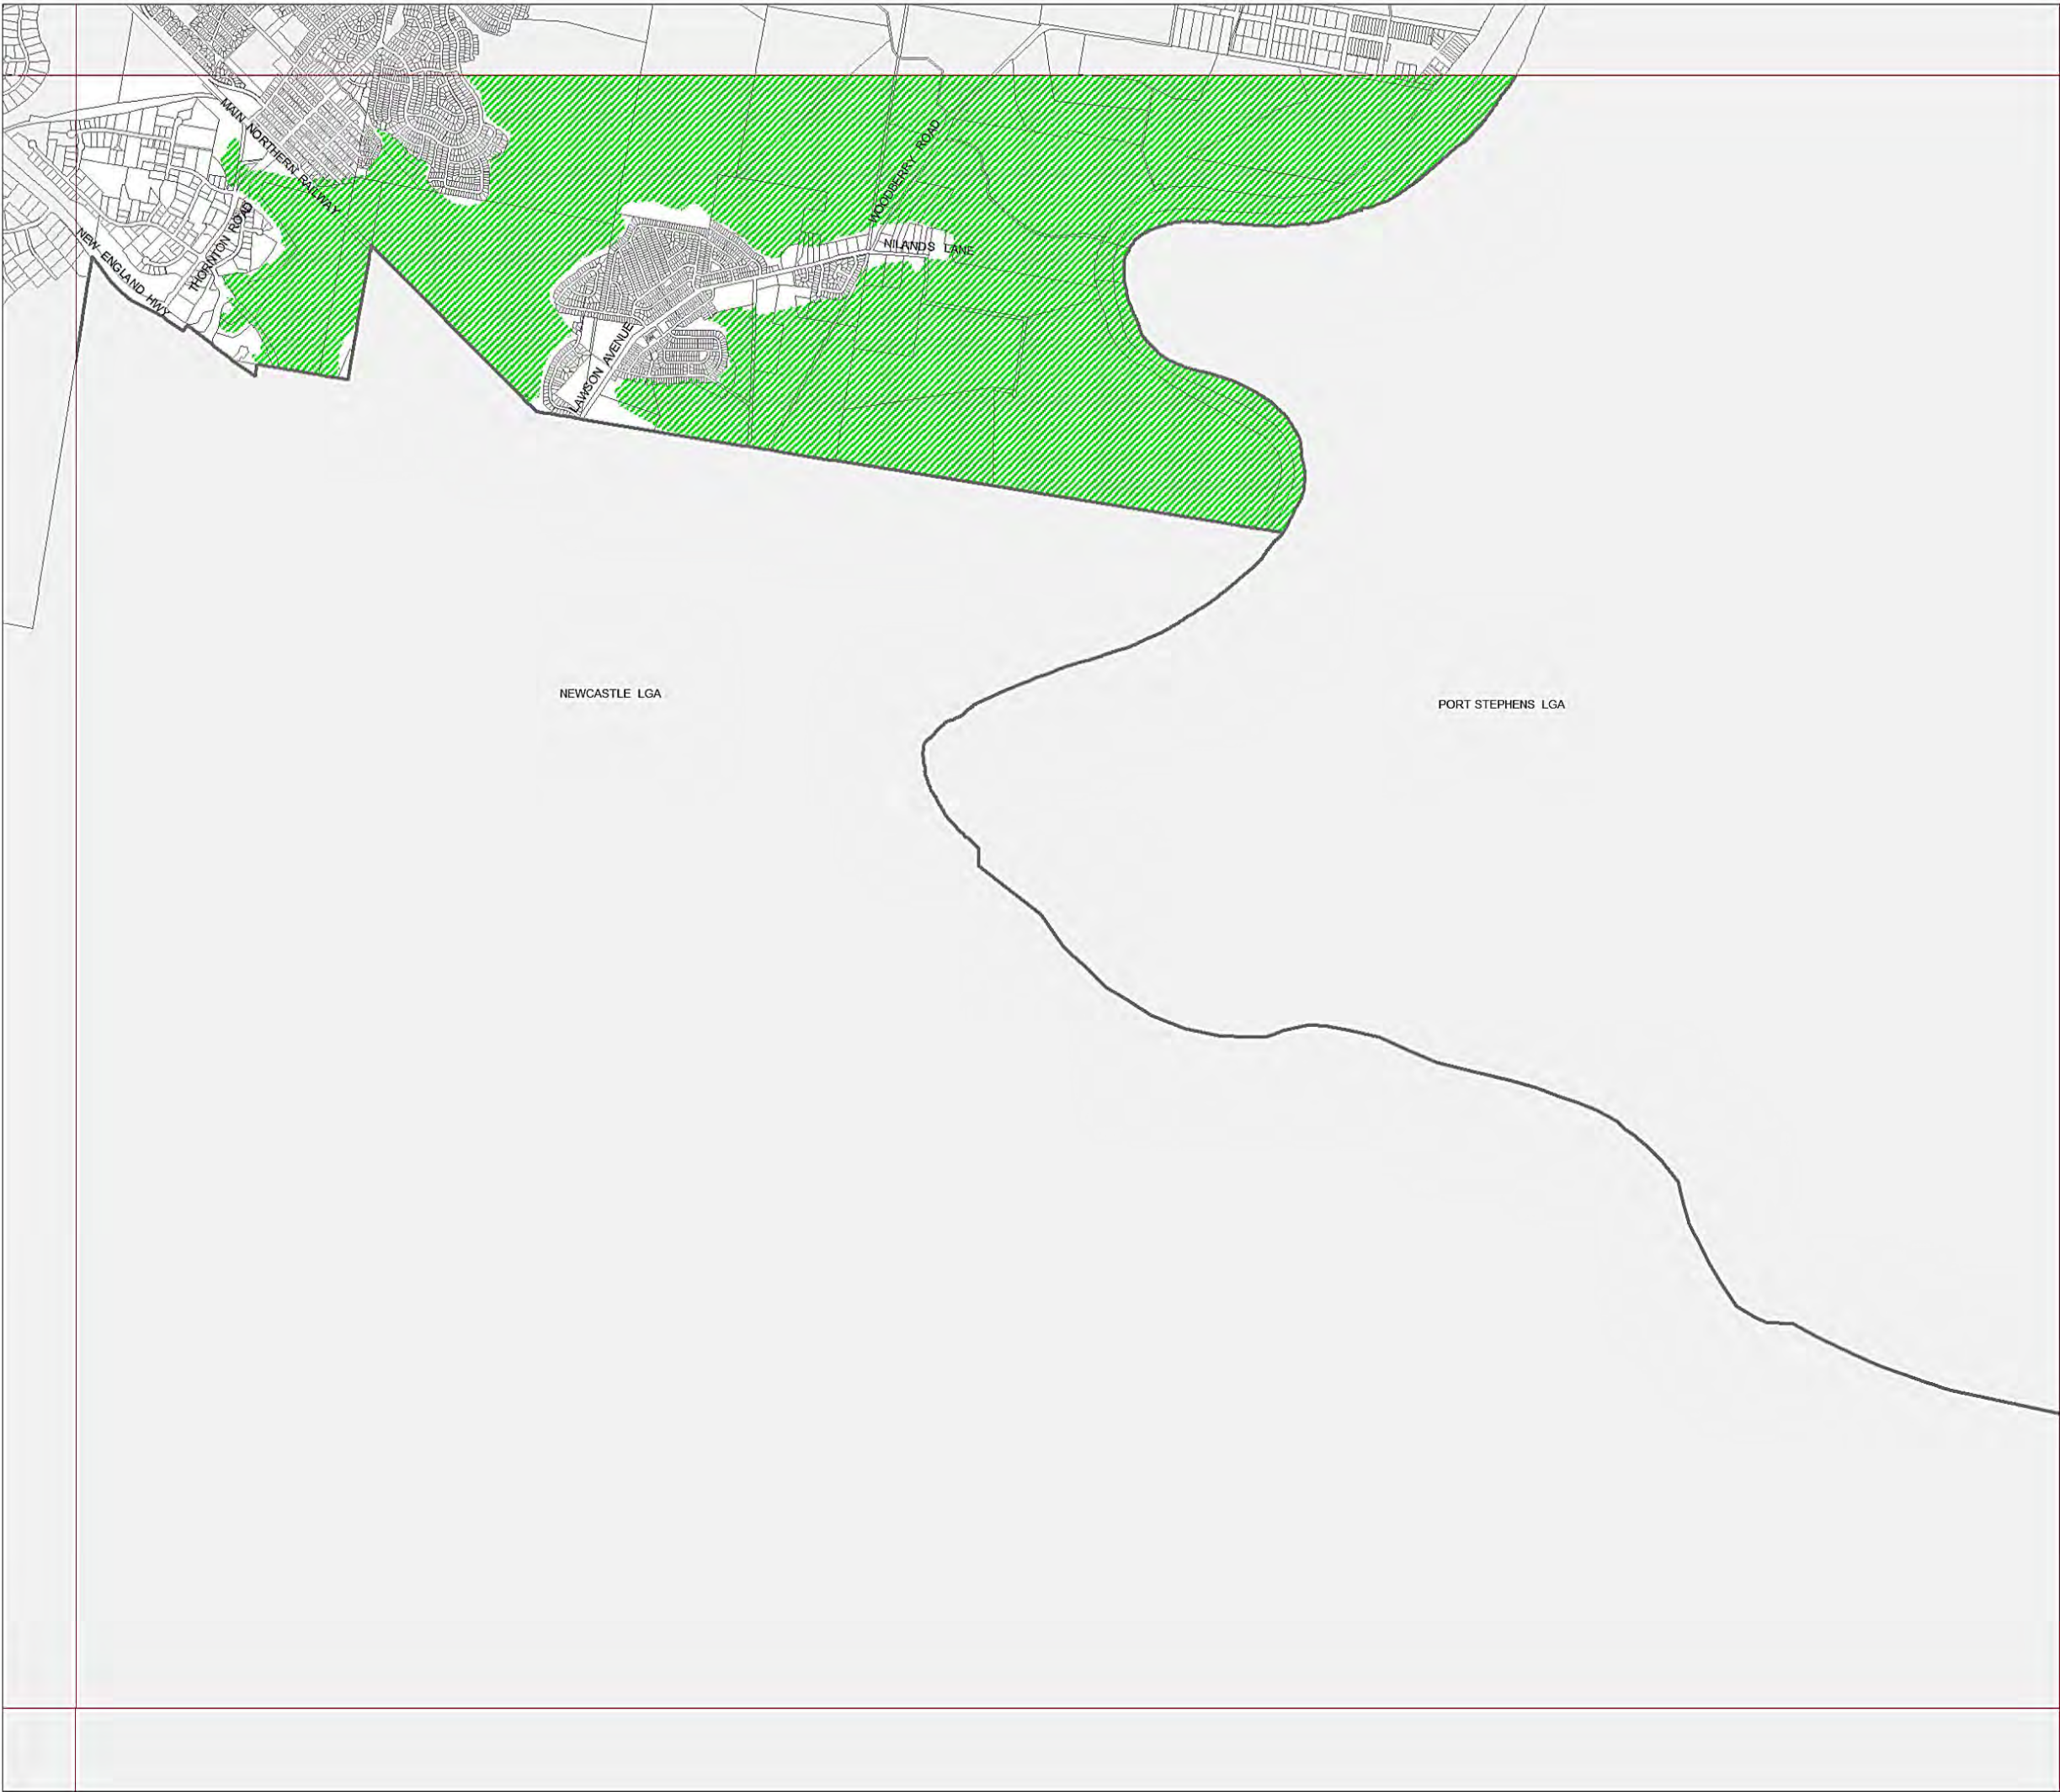 MAIN NORTHERN RAILWAY
WOODBERRY ROAD
THORNTON ROAD
NEW ENGLAND HWY
NILANDS LANE
LAWSON AVENUE
NEWCASTLE LGA
PORT STEPHENS LGA